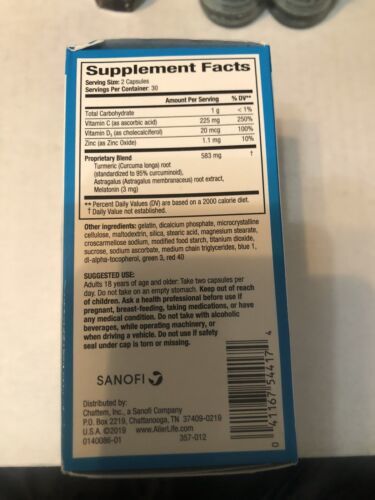 Supplement Facts
Serving Size: 2 Capsules
Servings Per Container: 30
Amount Per Serving % DV**
Total Carbohydrate 1 g < 1%
Vitamin C (as ascorbic acid) 225 mg 250%
Vitamin D₃ (as cholecalciferol) 20 mcg 100%
Zinc (as Zinc Oxide) 1.1 mg 10%
Proprietary Blend 583 mg †
Turmeric (Curcuma longa) root
(standardized to 95% curcuminoid),
Astragalus (Astragalus membranaceus) root extract,
Melatonin (3 mg)
** Percent Daily Values (DV) are based on a 2000 calorie diet.
† Daily Value not established.
Other ingredients: gelatin, dicalcium phosphate, microcrystalline
cellulose, maltodextrin, silica, stearic acid, magnesium stearate,
croscarmellose sodium, modified food starch, titanium dioxide,
sucrose, sodium ascorbate, medium chain triglycerides, blue 1,
dl-alpha-tocopherol, green 3, red 40
SUGGESTED USE:
Adults 18 years of age and older: Take two capsules per
day. Do not take on an empty stomach. Keep out of reach
of children. Ask a health professional before use if
pregnant, breast-feeding, taking medications, or have
any medical condition. Do not take with alcoholic
beverages, while operating machinery, or
when driving a vehicle. Do not use if safety
seal under cap is torn or missing.
SANOFI
Capsulated by:
Chattem, Inc., a Sanofi Company
P.O. Box 2219, Chattanooga, TN 37409-0219
U.S.A. ©2019 www.AllerLife.com
0140086-01 357-012
0 41167 54417 4